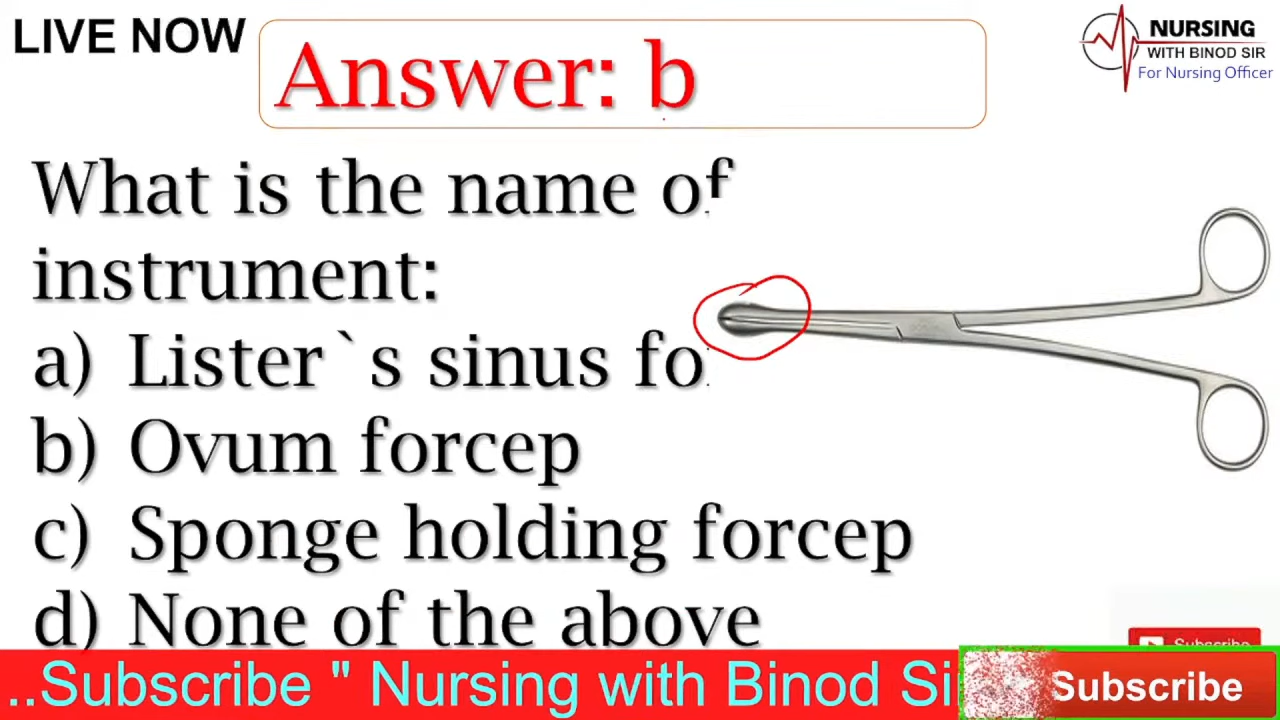 LIVE NOW
Answer: b
NURSING
WITH BINOD SIR
For Nursing Officer
What is the name of
instrument:
a) Lister`s sinus
b) Ovum forcep
c) Sponge holding forcep
d) None of the above
Subscribe
..Subscribe " Nursing with Binod Si
Subscribe